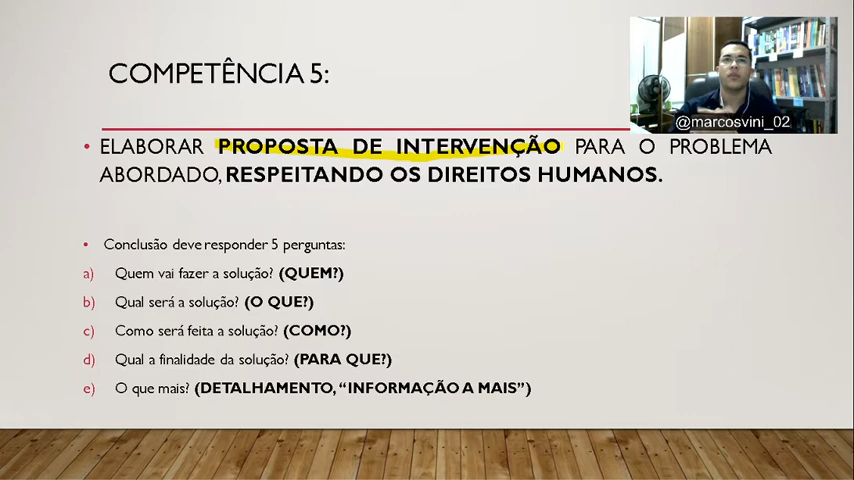 COMPETÊNCIA 5:
@marcosvini_02
• ELABORAR PROPOSTA DE INTERVENÇÃO PARA O PROBLEMA
ABORDADO, RESPEITANDO OS DIREITOS HUMANOS.
• Conclusão deve responder 5 perguntas:
a) Quem vai fazer a solução? (QUEM?)
b) Qual será a solução? (O QUE?)
c) Como será feita a solução? (COMO?)
d) Qual a finalidade da solução? (PARA QUE?)
e) O que mais? (DETALHAMENTO, “INFORMAÇÃO A MAIS”)